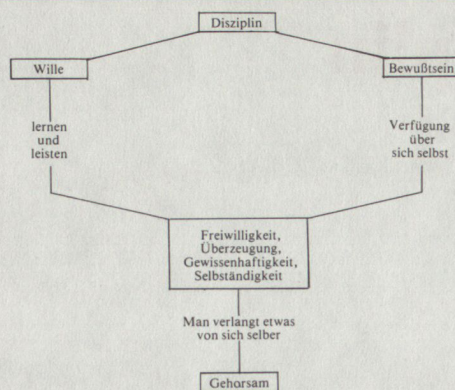 Disziplin
Wille
Bewußtsein
lernen
und
leisten
Verfügung
über
sich selbst
Freiwilligkeit,
Überzeugung,
Gewissenhaftigkeit,
Selbständigkeit
Man verlangt etwas
von sich selber
Gehorsam